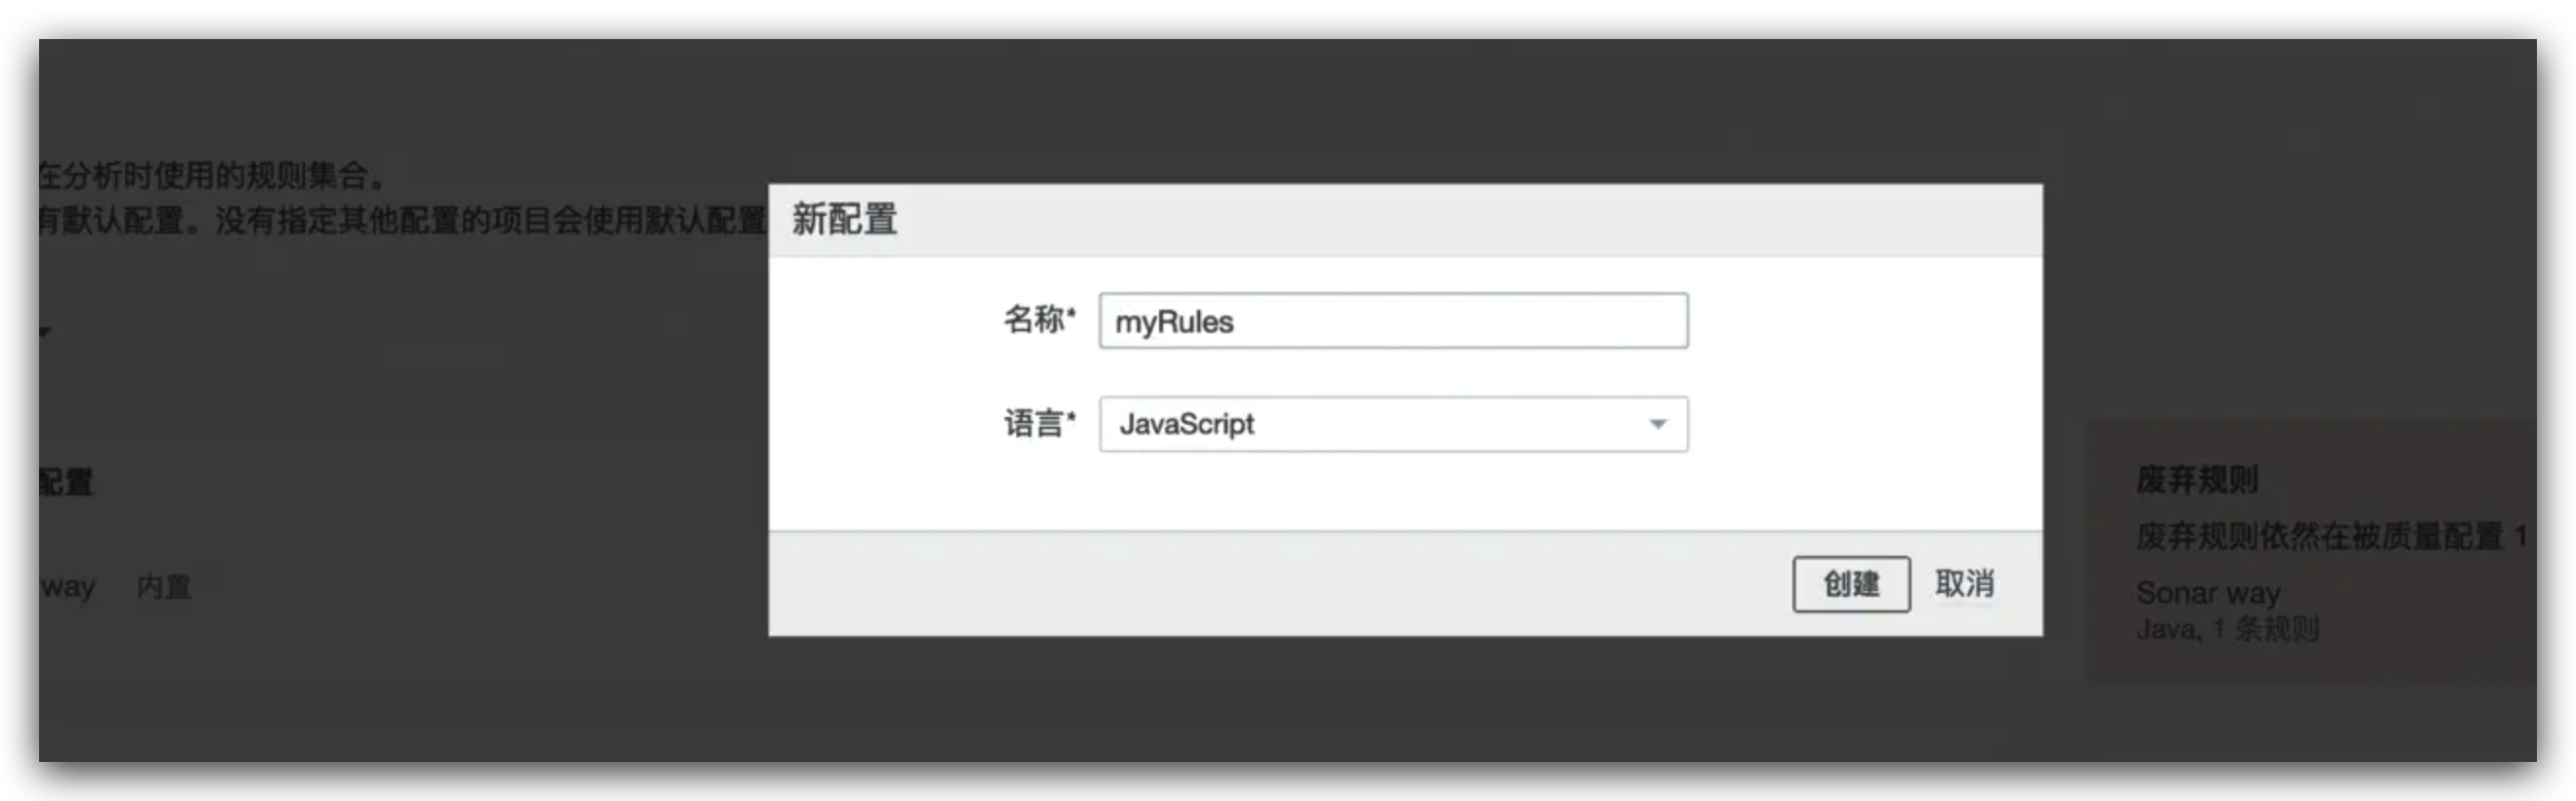 在分析时使用的规则集合。
有默认配置。没有指定其他配置的项目会使用默认配置
新配置
名称* myRules
语言* JavaScript
创建 取消
配置
way 内置
废弃规则
废弃规则依然在被质量配置 1
Sonar way
Java, 1 条规则